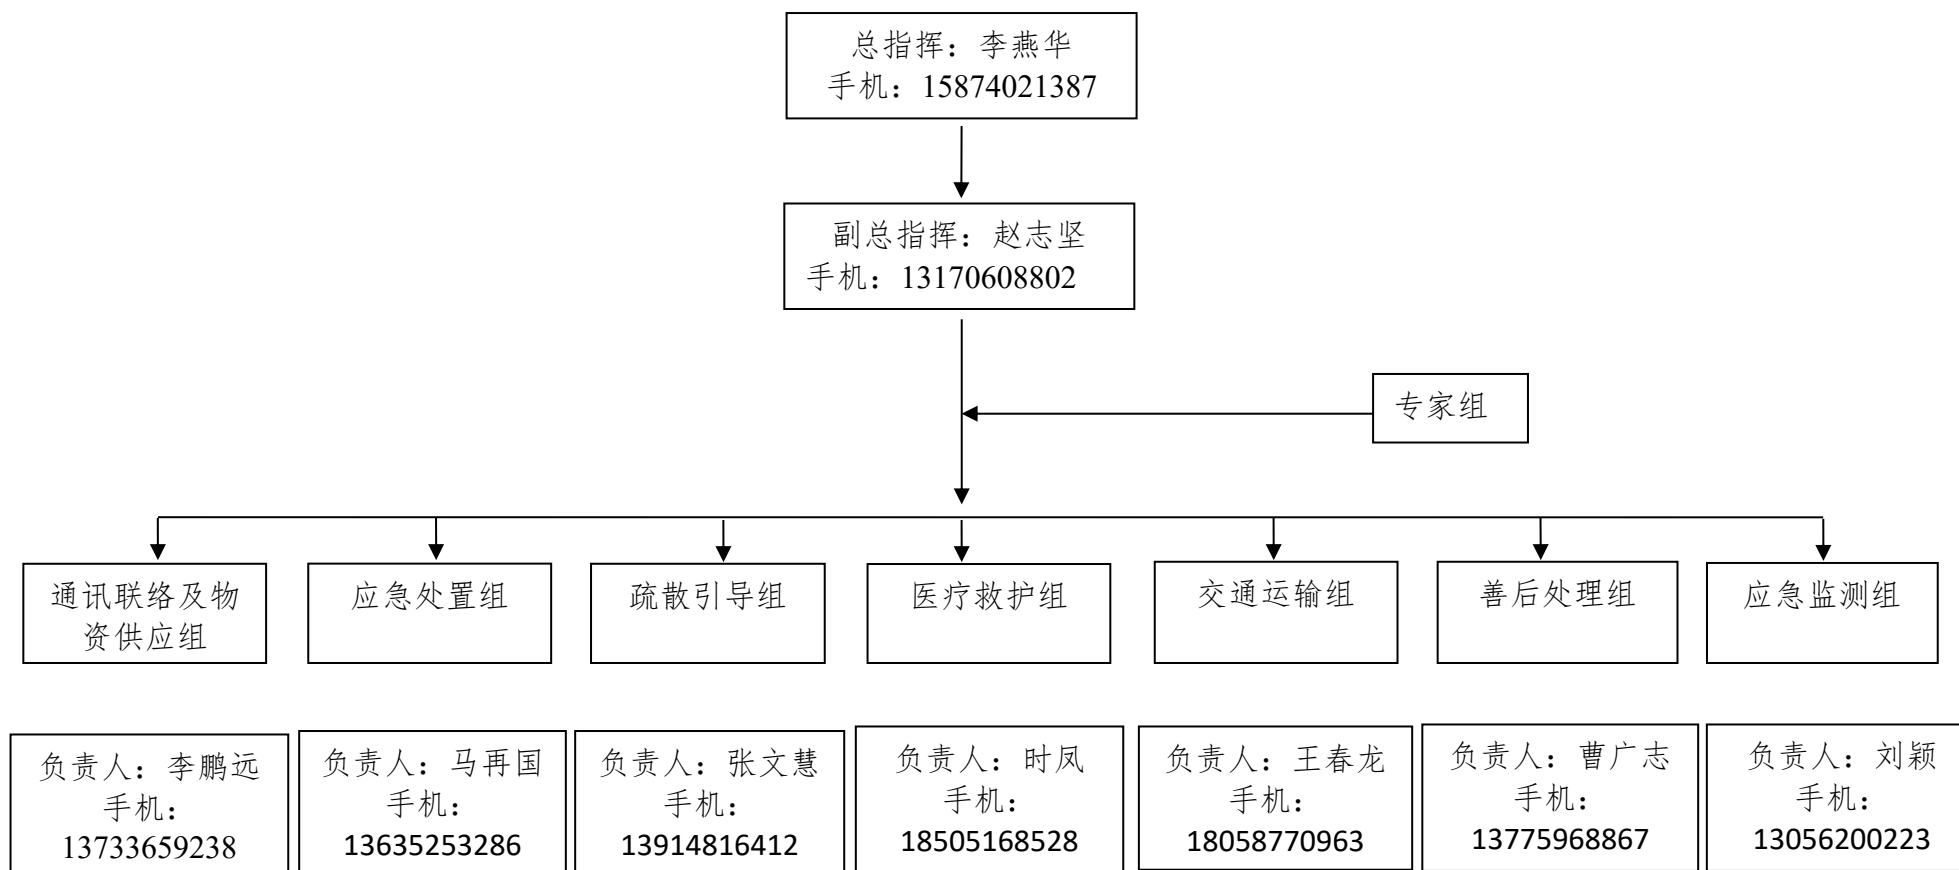 总指挥：李燕华
手机：15874021387
副总指挥：赵志坚
手机：13170608802
专家组
通讯联络及物
资供应组
应急处置组
疏散引导组
医疗救护组
交通运输组
善后处理组
应急监测组
负责人：李鹏远
手机：
13733659238
负责人：马再国
手机：
13635253286
负责人：张文慧
手机：
13914816412
负责人：时凤
手机：
18505168528
负责人：王春龙
手机：
18058770963
负责人：曹广志
手机：
13775968867
负责人：刘颖
手机：
13056200223